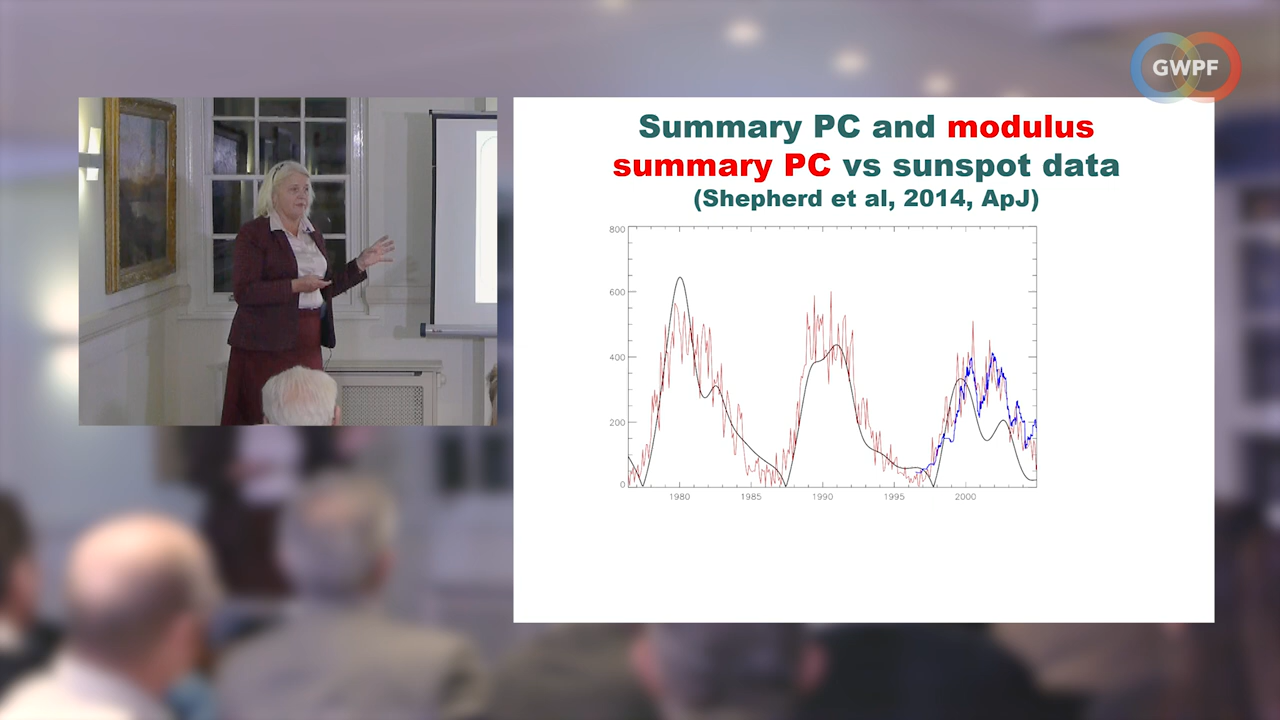 GWPF
Summary PC and modulus
summary PC vs sunspot data
(Shepherd et al, 2014, ApJ)
800
600
400
200
0
1980
1985
1990
1995
2000